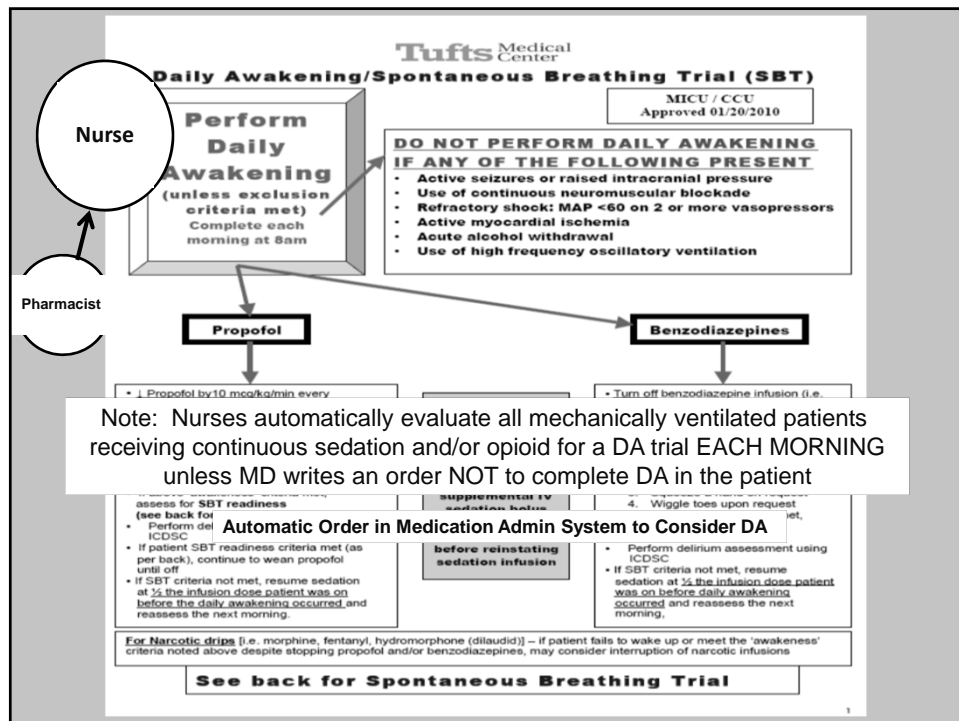 Tufts Medical Center
Daily Awakening/Spontaneous Breathing Trial (SBT)
MICU / CCU
Approved 01/20/2010
Nurse
Pharmacist
Perform
Daily
Awakening
(unless exclusion
criteria met)
Complete each
morning at 8am
DO NOT PERFORM DAILY AWAKENING
IF ANY OF THE FOLLOWING PRESENT
• Active seizures or raised intracranial pressure
• Use of continuous neuromuscular blockade
• Refractory shock: MAP <60 on 2 or more vasopressors
• Active myocardial ischemia
• Acute alcohol withdrawal
• Use of high frequency oscillatory ventilation
Propofol
Benzodiazepines
• ↓ Propofol by10 mcg/kg/min every
• Turn off benzodiazepine infusion (i.e.
Note: Nurses automatically evaluate all mechanically ventilated patients
receiving continuous sedation and/or opioid for a DA trial EACH MORNING
unless MD writes an order NOT to complete DA in the patient
assess for SBT readiness
(see back for
• Perform
ICDSC
• If patient SBT readiness criteria met (as
per back), continue to wean propofol
until off
• If SBT criteria not met, resume sedation
at ½ the infusion dose patient was on
before the daily awakening occurred and
reassess the next morning.
supplemental IV
sedation bolus
Automatic Order in Medication Admin System to Consider DA
before reinstating
sedation infusion
4. Wiggle toes upon request
• Perform delirium assessment using
ICDSC
• If SBT criteria not met, resume
sedation at ½ the infusion dose patient
was on before daily awakening
occurred and reassess the next
morning,
For Narcotic drips [i.e. morphine, fentanyl, hydromorphone (dilaudid)] – if patient fails to wake up or meet the 'awakeness'
criteria noted above despite stopping propofol and/or benzodiazepines, may consider interruption of narcotic infusions
See back for Spontaneous Breathing Trial
1